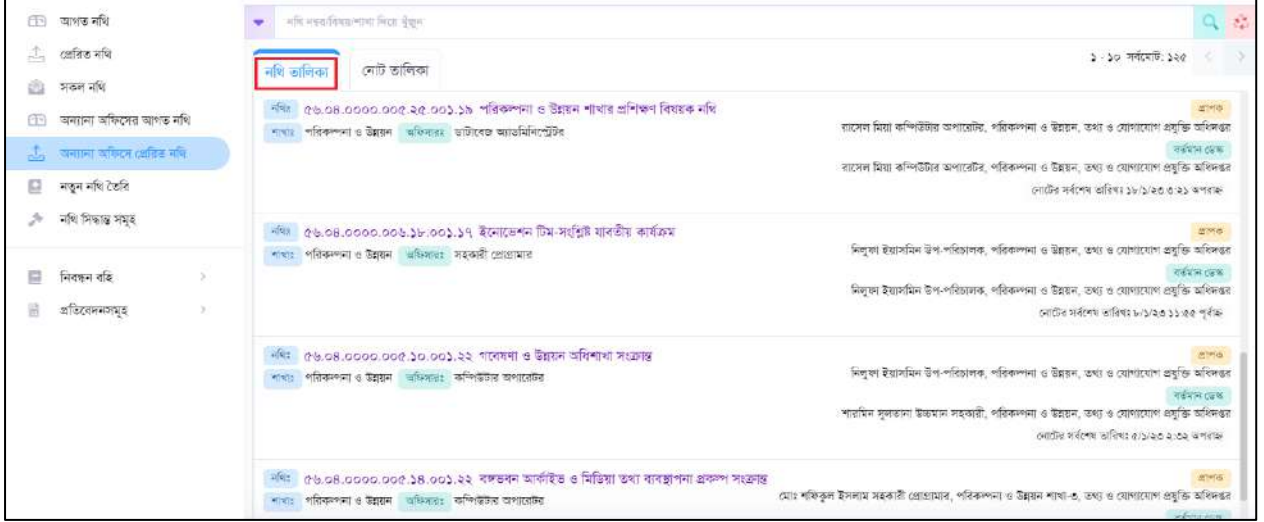 আগত নথি
প্রেরিত নথি
সকল নথি
অন্যান্য অফিসের আগত নথি
অন্যান্য অফিসে প্রেরিত নথি
নতুন নথি তৈরি
নথি সিদ্ধান্ত সমূহ
নিবন্ধন বহি
প্রতিবেদনসমূহ
নথি নম্বর/বিষয়/শাখা দিয়ে খুঁজুন
নথি তালিকা নোট তালিকা ১ - ১০ সর্বমোট: ১২৫
নথিঃ ৫৬.০৪.০০০০.০০৫.২৫.০০১.১৯ পরিকল্পনা ও উন্নয়ন শাখার প্রশিক্ষণ বিষয়ক নথি
শাখাঃ পরিকল্পনা ও উন্নয়ন অফিসারঃ ডাটাবেজ অ্যাডমিনিস্ট্রেটর
প্রাপক
রাসেল মিয়া কম্পিউটার অপারেটর, পরিকল্পনা ও উন্নয়ন, তথ্য ও যোগাযোগ প্রযুক্তি অধিদপ্তর
বর্তমান ডেস্ক
রাসেল মিয়া কম্পিউটার অপারেটর, পরিকল্পনা ও উন্নয়ন, তথ্য ও যোগাযোগ প্রযুক্তি অধিদপ্তর
নোটের সর্বশেষ তারিখঃ ১৮/১/২৩ ৩:২১ অপরাহ্ন
নথিঃ ৫৬.০৪.০০০০.০০৬.১৮.০০১.১৭ ইনোভেশন টিম-সংশ্লিষ্ট যাবতীয় কার্যক্রম
শাখাঃ পরিকল্পনা ও উন্নয়ন অফিসারঃ সহকারী প্রোগ্রামার
প্রাপক
নিলুফা ইয়াসমিন উপ-পরিচালক, পরিকল্পনা ও উন্নয়ন, তথ্য ও যোগাযোগ প্রযুক্তি অধিদপ্তর
বর্তমান ডেস্ক
নিলুফা ইয়াসমিন উপ-পরিচালক, পরিকল্পনা ও উন্নয়ন, তথ্য ও যোগাযোগ প্রযুক্তি অধিদপ্তর
নোটের সর্বশেষ তারিখঃ ৮/১/২৩ ১১:৫৫ পূর্বাহ্ন
নথিঃ ৫৬.০৪.০০০০.০০৫.১০.০০১.২২ গবেষণা ও উন্নয়ন অধিশাখা সংক্রান্ত
শাখাঃ পরিকল্পনা ও উন্নয়ন অফিসারঃ কম্পিউটার অপারেটর
প্রাপক
নিলুফা ইয়াসমিন উপ-পরিচালক, পরিকল্পনা ও উন্নয়ন, তথ্য ও যোগাযোগ প্রযুক্তি অধিদপ্তর
বর্তমান ডেস্ক
শারমিন সুলতানা উচ্চমান সহকারী, পরিকল্পনা ও উন্নয়ন, তথ্য ও যোগাযোগ প্রযুক্তি অধিদপ্তর
নোটের সর্বশেষ তারিখঃ ৫/১/২৩ ২:৩২ অপরাহ্ন
নথিঃ ৫৬.০৪.০০০০.০০৫.১৪.০০১.২২ বঙ্গভবন আর্কাইভ ও মিডিয়া তথা ব্যবস্থাপনা প্রকল্প সংক্রান্ত
শাখাঃ পরিকল্পনা ও উন্নয়ন অফিসারঃ কম্পিউটার অপারেটর
প্রাপক
মোঃ শফিকুল ইসলাম সহকারী প্রোগ্রামার, পরিকল্পনা ও উন্নয়ন শাখা-৩, তথ্য ও যোগাযোগ প্রযুক্তি অধিদপ্তর